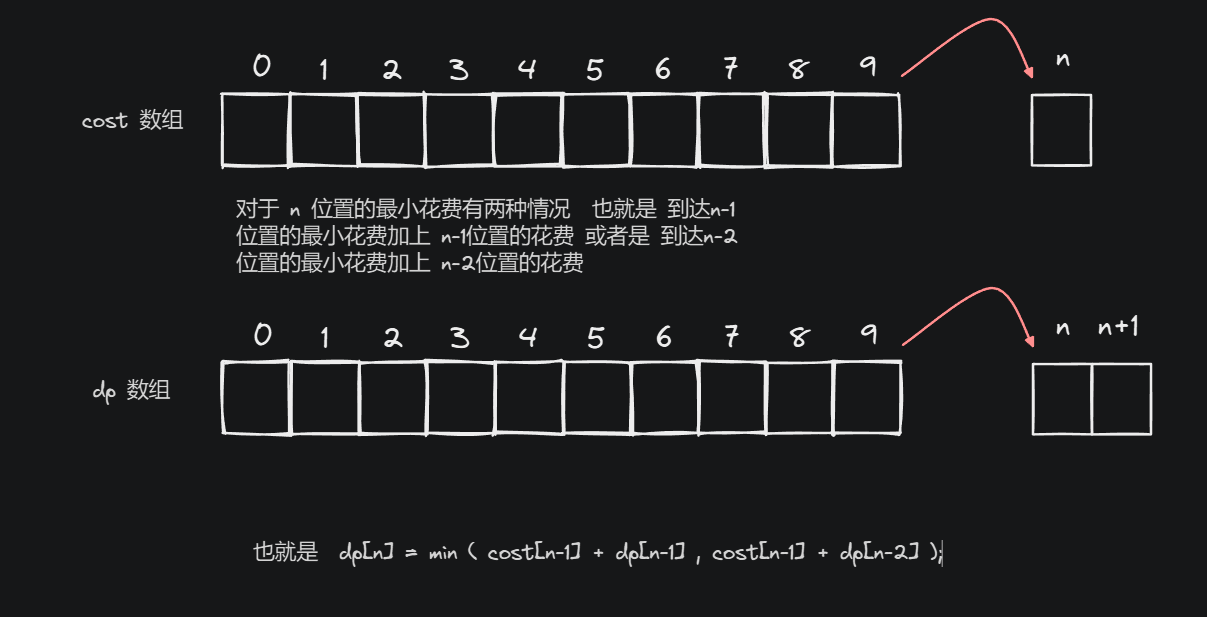 0 1 2 3 4 5 6 7 8 9 n
cost 数组
对于 n 位置的最小花费有两种情况 也就是 到达n-1
位置的最小花费加上 n-1位置的花费 或者是 到达n-2
位置的最小花费加上 n-2位置的花费
0 1 2 3 4 5 6 7 8 9 n n+1
dp 数组
也就是 dp[n] = min ( cost[n-1] + dp[n-1] , cost[n-1] + dp[n-2] );